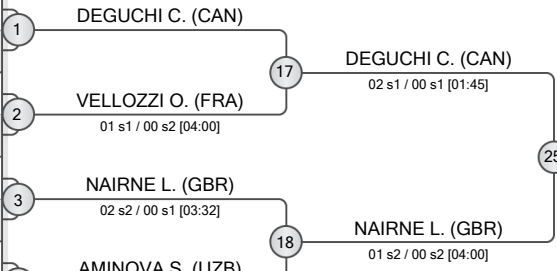 DEGUCHI C. (CAN)
1
17
DEGUCHI C. (CAN)
02 s1 / 00 s1 [01:45]
VELLOZZI O. (FRA)
2
01 s1 / 00 s2 [04:00]
25
NAIRNE L. (GBR)
3
02 s2 / 00 s1 [03:32]
18
NAIRNE L. (GBR)
01 s2 / 00 s2 [04:00]
AMINOVA S. (UZB)